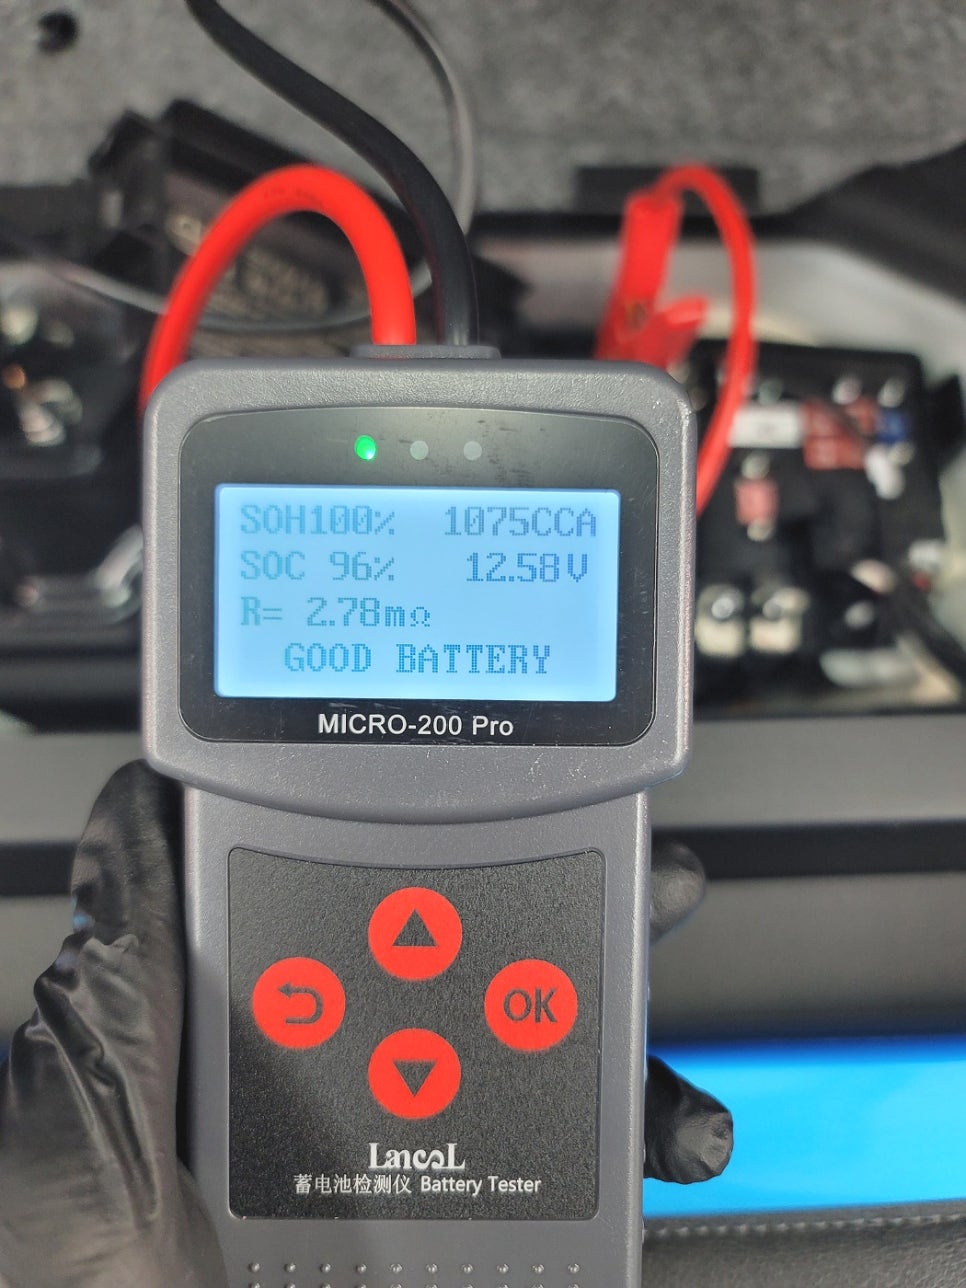 SOH100% 1075CCA
SOC 96% 12.58V
R= 2.78mΩ
GOOD BATTERY
MICRO-200 Pro
OK
LancoL
蓄电池检测仪 Battery Tester